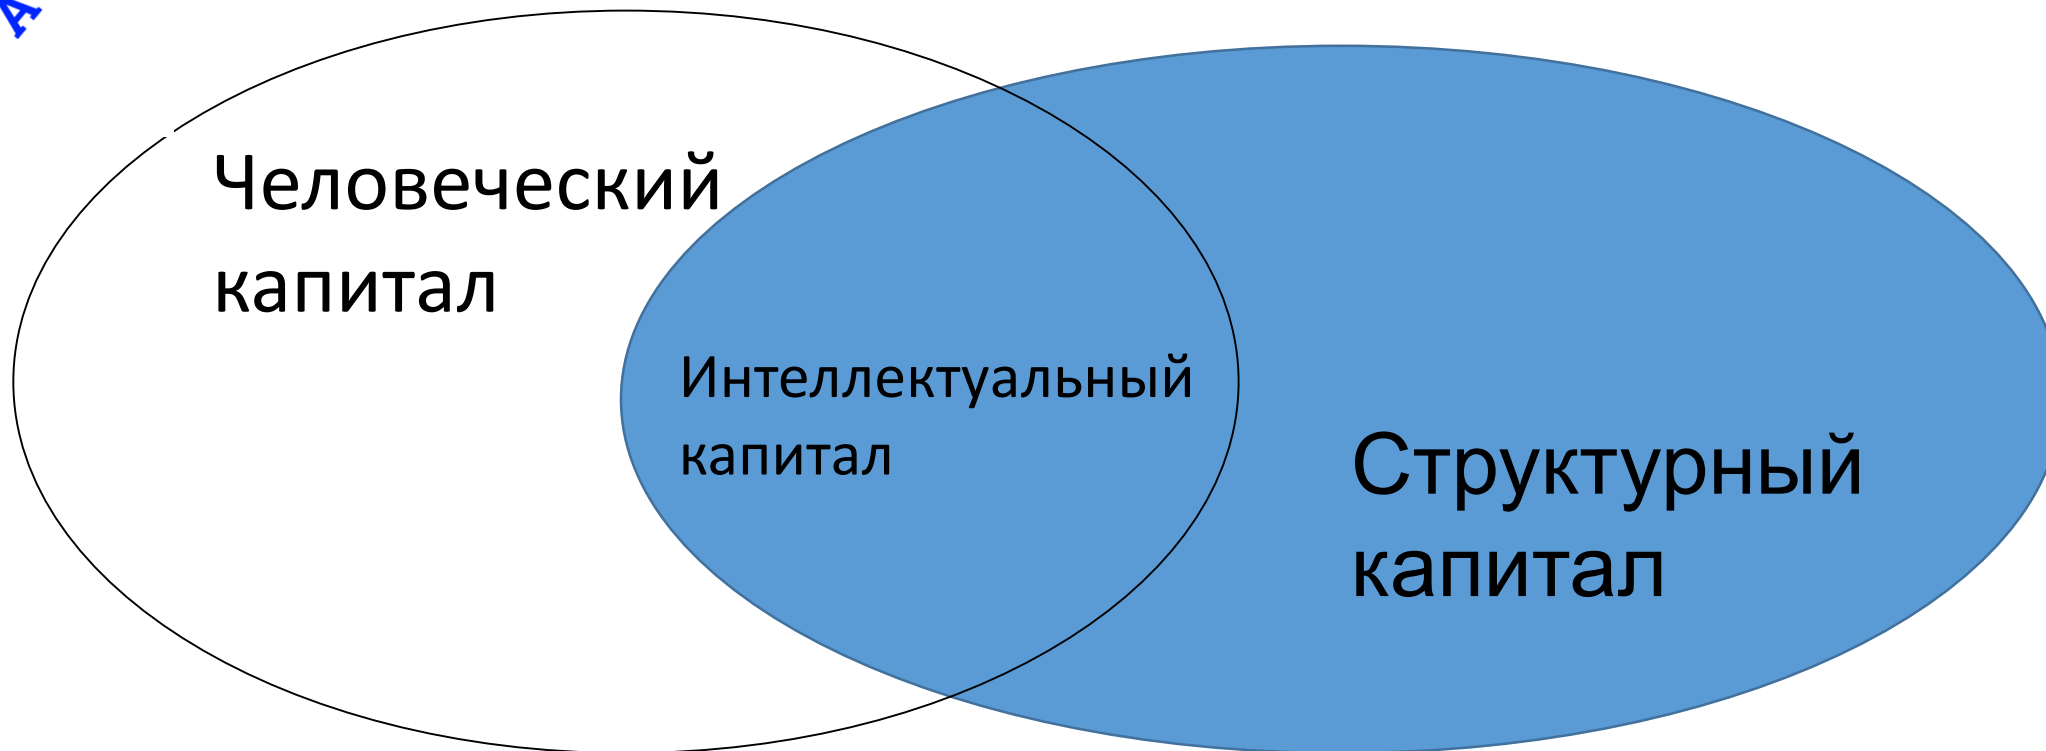 А
Человеческий
капитал
Интеллектуальный
капитал
Структурный
капитал